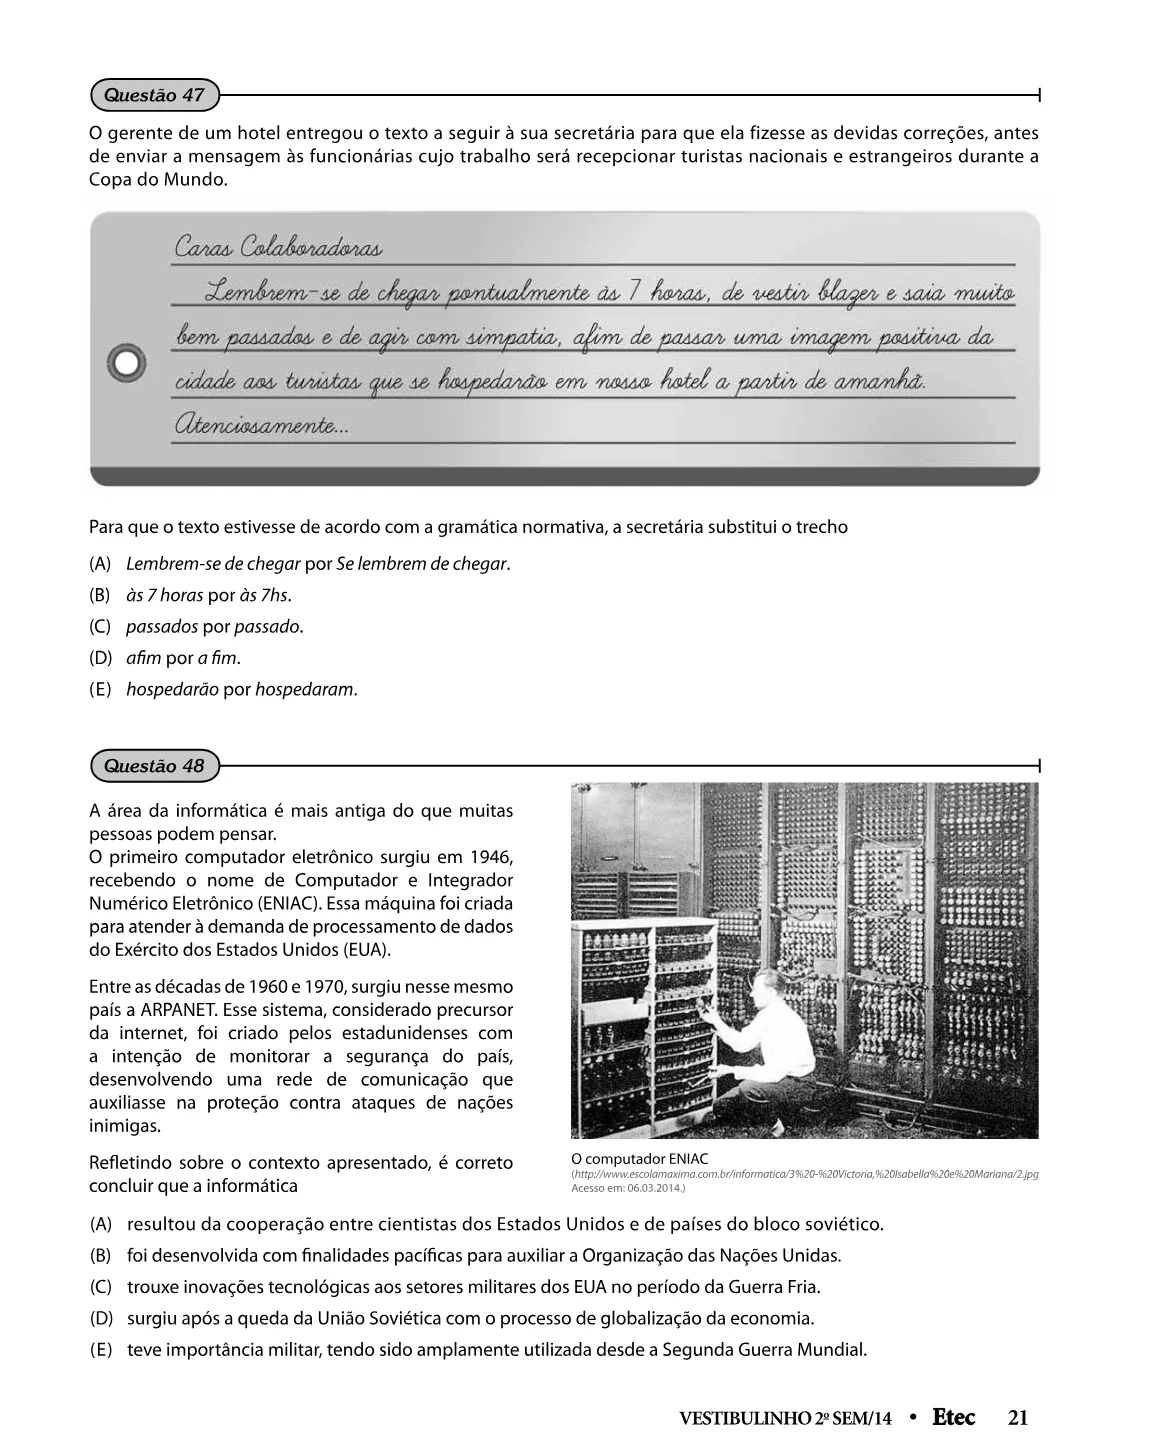 Questão 47
O gerente de um hotel entregou o texto a seguir à sua secretária para que ela fizesse as devidas correções, antes
de enviar a mensagem às funcionárias cujo trabalho será recepcionar turistas nacionais e estrangeiros durante a
Copa do Mundo.
Caras Colaboradoras
Lembrem-se de chegar pontualmente às 7 horas, de vestir blazer e saia muito
bem passados e de agir com simpatia, afim de passar uma imagem positiva da
cidade aos turistas que se hospedarão em nosso hotel a partir de amanhã.
Atenciosamente...
Para que o texto estivesse de acordo com a gramática normativa, a secretária substitui o trecho
(A) Lembrem-se de chegar por Se lembrem de chegar.
(B) às 7 horas por às 7hs.
(C) passados por passado.
(D) afim por a fim.
(E) hospedarão por hospedaram.
Questão 48
A área da informática é mais antiga do que muitas
pessoas podem pensar.
O primeiro computador eletrônico surgiu em 1946,
recebendo o nome de Computador e Integrador
Numérico Eletrônico (ENIAC). Essa máquina foi criada
para atender à demanda de processamento de dados
do Exército dos Estados Unidos (EUA).
Entre as décadas de 1960 e 1970, surgiu nesse mesmo
país a ARPANET. Esse sistema, considerado precursor
da internet, foi criado pelos estadunidenses com
a intenção de monitorar a segurança do país,
desenvolvendo uma rede de comunicação que
auxiliasse na proteção contra ataques de nações
inimigas.
Refletindo sobre o contexto apresentado, é correto
concluir que a informática
O computador ENIAC
(http://www.escolamaxima.com.br/informatica/3%20-%20Victoria,%20Isabella%20e%20Mariana/2.jpg
Acesso em: 06.03.2014.)
(A) resultou da cooperação entre cientistas dos Estados Unidos e de países do bloco soviético.
(B) foi desenvolvida com finalidades pacíficas para auxiliar a Organização das Nações Unidas.
(C) trouxe inovações tecnológicas aos setores militares dos EUA no período da Guerra Fria.
(D) surgiu após a queda da União Soviética com o processo de globalização da economia.
(E) teve importância militar, tendo sido amplamente utilizada desde a Segunda Guerra Mundial.
VESTIBULINHO 2º SEM/14 • Etec 21